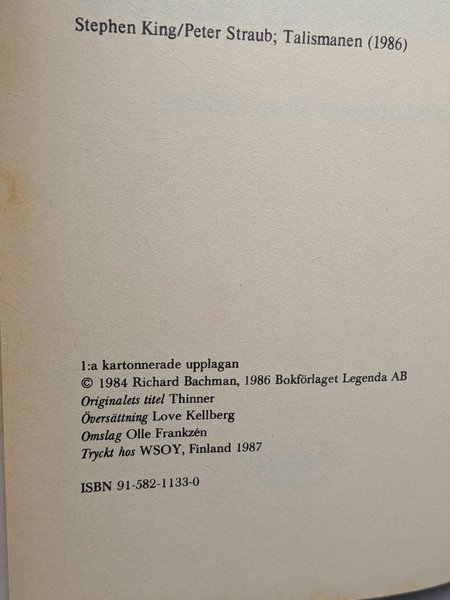 Stephen King/Peter Straub; Talismanen (1986)
1:a kartonnerade upplagan
© 1984 Richard Bachman, 1986 Bokförlaget Legenda AB
Originalets titel Thinner
Översättning Love Kellberg
Omslag Olle Frankzén
Tryckt hos WSOY, Finland 1987
ISBN 91-582-1133-0